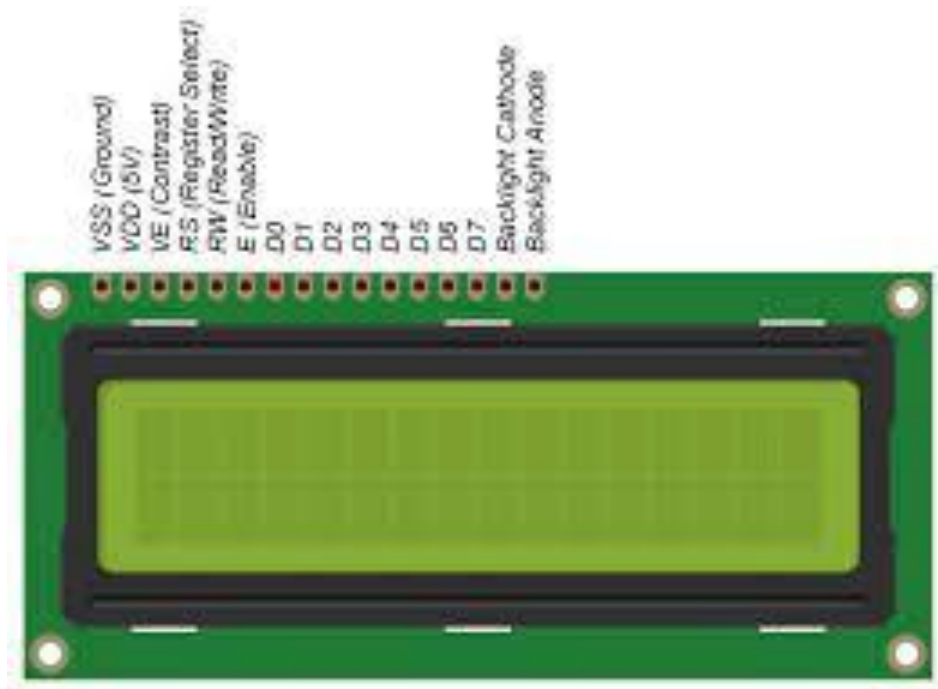 VSS (Ground)
VDD (5V)
VE (Contrast)
RS (Register Select)
RW (Read/Write)
E (Enable)
D0
D1
D2
D3
D4
D5
D6
D7
Backlight Cathode
Backlight Anode